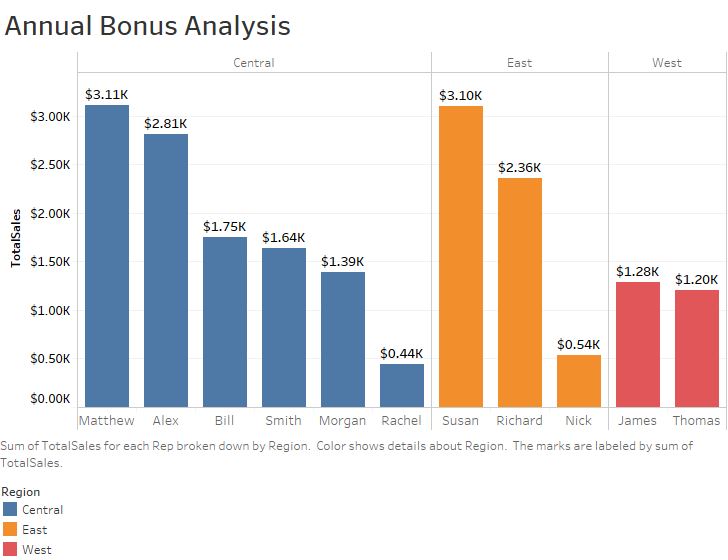 Annual Bonus Analysis
Central East West
$3.11K
$3.10K
$3.00K
$2.81K
$2.50K
$2.36K
$2.00K
$1.75K
$1.64K
$1.50K
$1.39K
$1.28K
$1.20K
$1.00K
$0.54K
$0.50K
$0.44K
$0.00K
TotalSales
Matthew Alex Bill Smith Morgan Rachel Susan Richard Nick James Thomas
Sum of TotalSales for each Rep broken down by Region.  Color shows details about Region.  The marks are labeled by sum of
TotalSales.
Region
Central
East
West